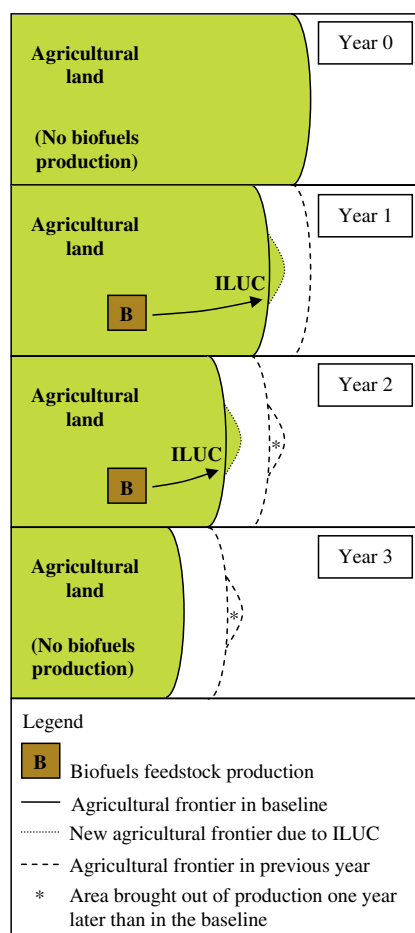 Agricultural
land
Year 0
(No biofuels
production)
Agricultural
land
Year 1
ILUC
B
Agricultural
land
Year 2
*
ILUC
B
Agricultural
land
Year 3
*
(No biofuels
production)
Legend
B Biofuels feedstock production
Agricultural frontier in baseline
New agricultural frontier due to ILUC
Agricultural frontier in previous year
* Area brought out of production one year
later than in the baseline